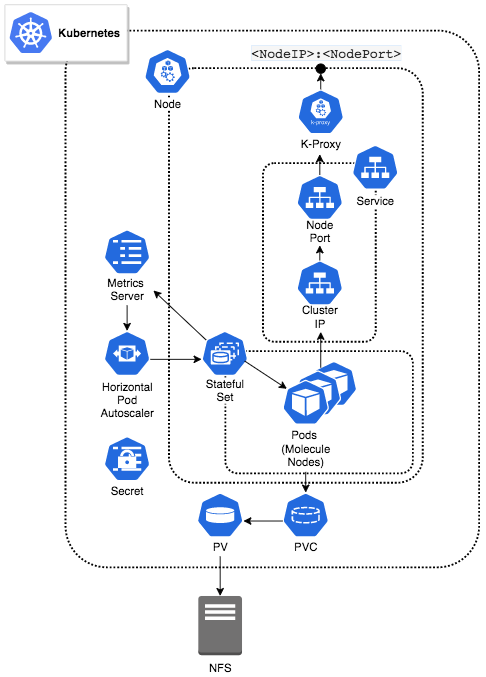 Kubernetes
<NodeIP>:<NodePort>
Node
k-proxy
K-Proxy
Service
Node
Port
Metrics
Server
Cluster
IP
Horizontal
Pod
Autoscaler
Stateful
Set
Pods
(Molecule
Nodes)
Secret
PV
PVC
NFS